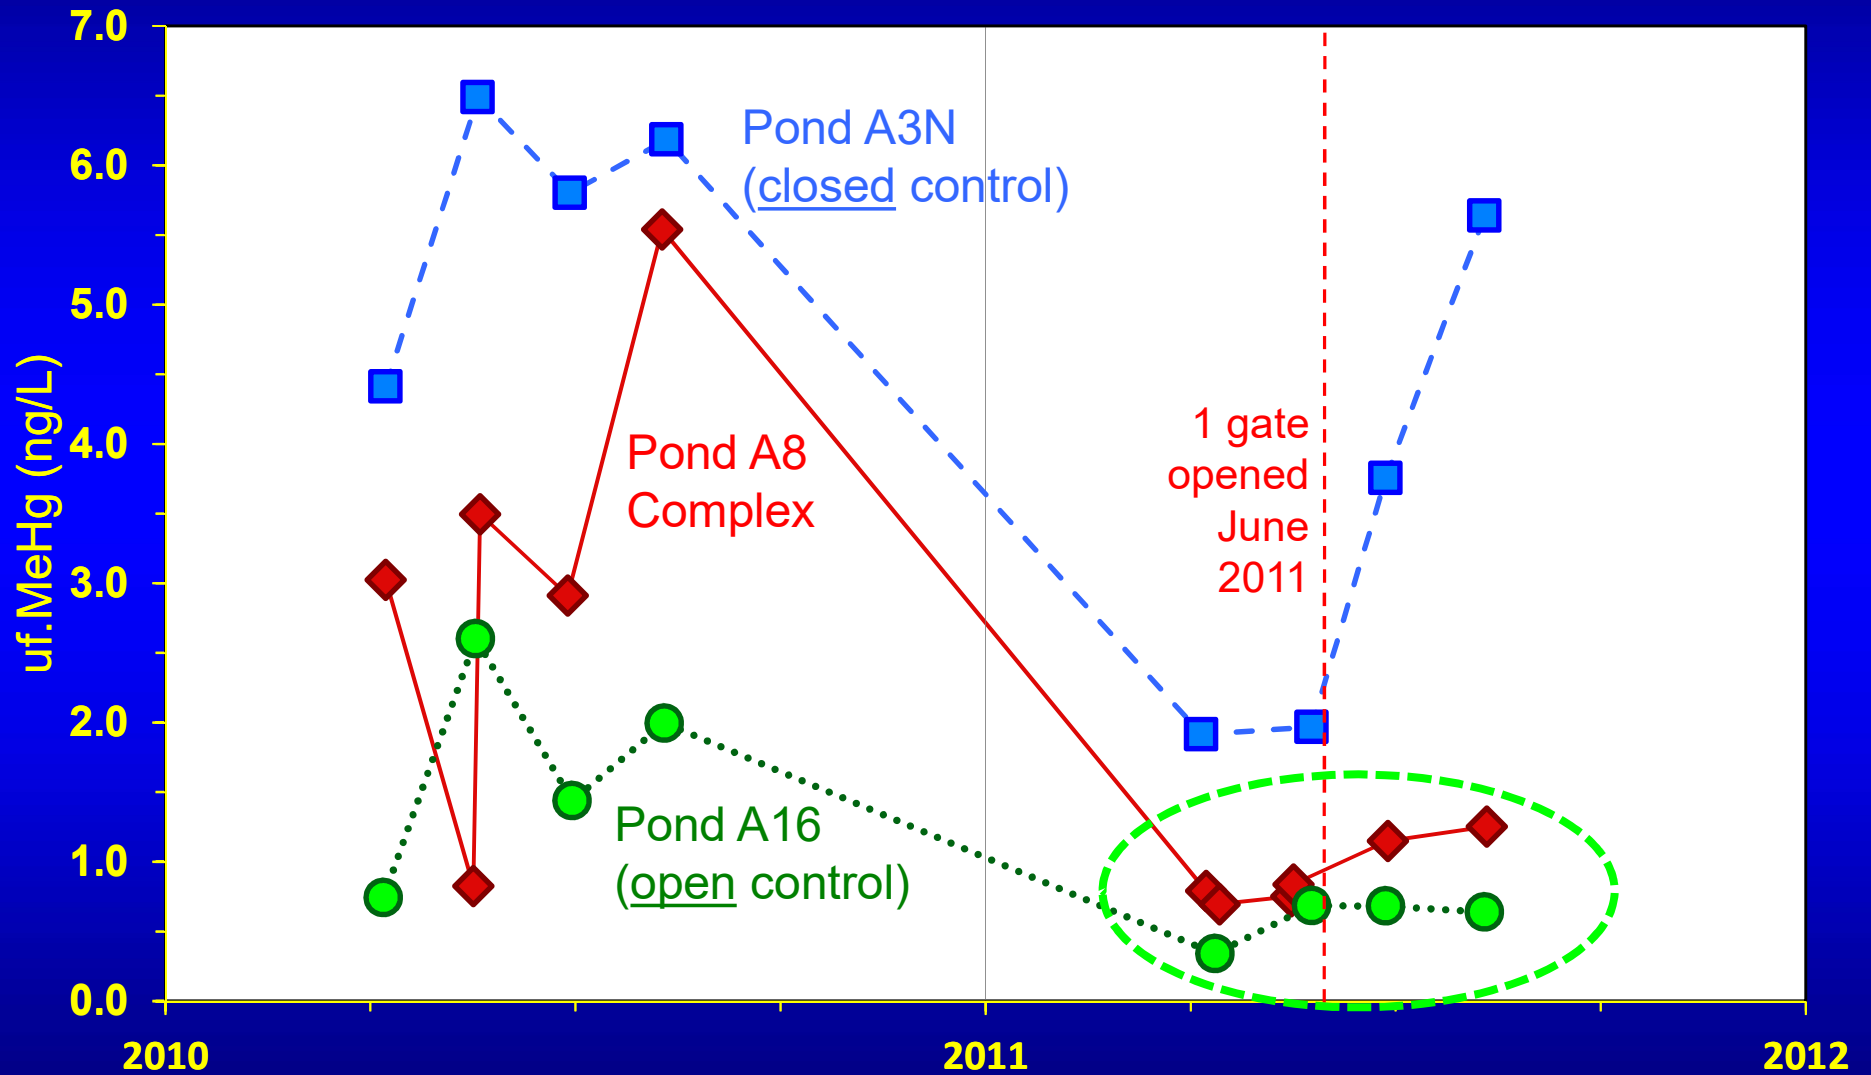 7.0
6.0
5.0
4.0
3.0
2.0
1.0
0.0
uf.MeHg (ng/L)
Pond A3N
(closed control)
Pond A8
Complex
1 gate
opened
June
2011
Pond A16
(open control)
2010
2011
2012